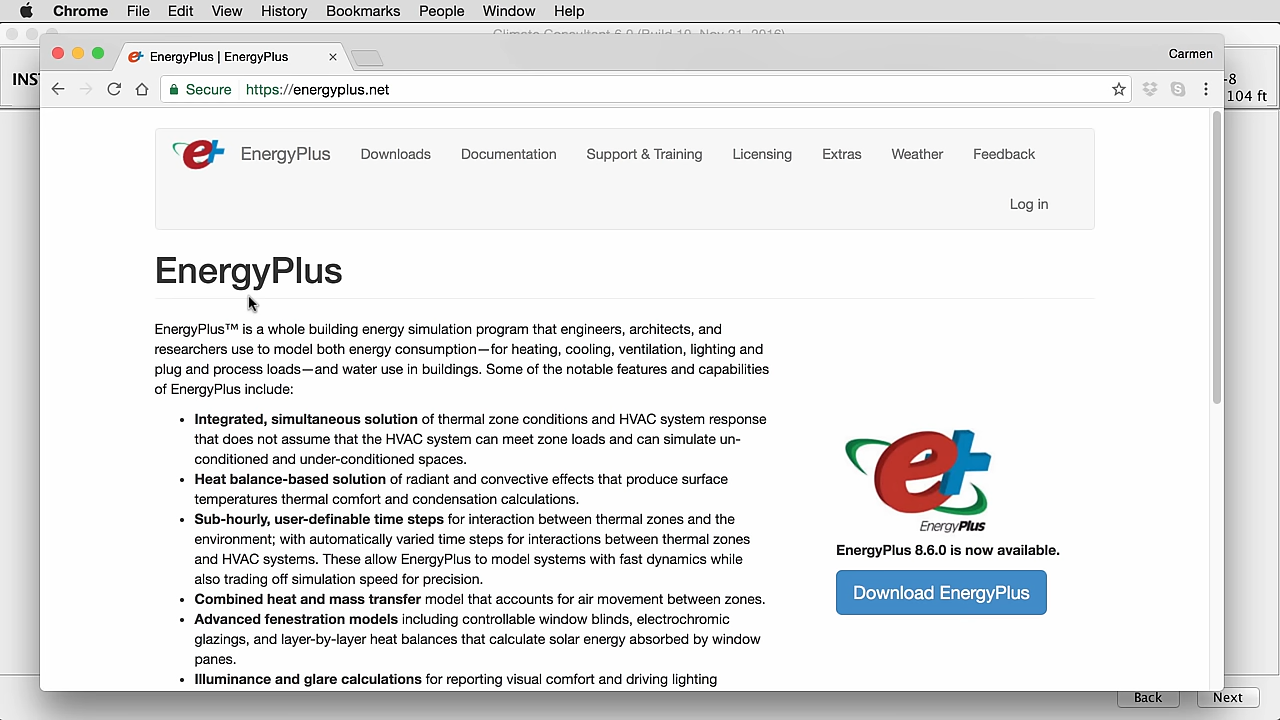 Chrome File Edit View History Bookmarks People Window Help
Climate Consultant 6.0 (Build 10, Nov 21, 2016)
EnergyPlus | EnergyPlus
Carmen
INS
Secure https://energyplus.net
-8
104 ft
e+ EnergyPlus Downloads Documentation Support & Training Licensing Extras Weather Feedback
Log in
EnergyPlus
EnergyPlus™ is a whole building energy simulation program that engineers, architects, and
researchers use to model both energy consumption—for heating, cooling, ventilation, lighting and
plug and process loads—and water use in buildings. Some of the notable features and capabilities
of EnergyPlus include:
• Integrated, simultaneous solution of thermal zone conditions and HVAC system response
that does not assume that the HVAC system can meet zone loads and can simulate un-
conditioned and under-conditioned spaces.
• Heat balance-based solution of radiant and convective effects that produce surface
temperatures thermal comfort and condensation calculations.
• Sub-hourly, user-definable time steps for interaction between thermal zones and the
environment; with automatically varied time steps for interactions between thermal zones
and HVAC systems. These allow EnergyPlus to model systems with fast dynamics while
also trading off simulation speed for precision.
• Combined heat and mass transfer model that accounts for air movement between zones.
• Advanced fenestration models including controllable window blinds, electrochromic
glazings, and layer-by-layer heat balances that calculate solar energy absorbed by window
panes.
• Illuminance and glare calculations for reporting visual comfort and driving lighting
e+
EnergyPlus
EnergyPlus 8.6.0 is now available.
Download EnergyPlus
Back Next